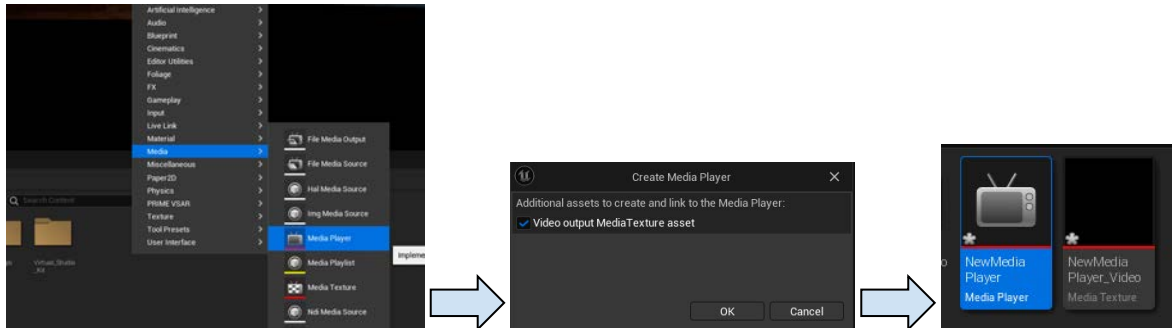 Artificial Intelligence
Audio
Blueprint
Cinematics
Editor Utilities
Foliage
FX
Gameplay
Input
Live Link
Material
Media
Miscellaneous
Paper2D
Physics
PRIME VSAR
Texture
Tool Presets
User Interface
Search Content
Virtual_Studio
_Kit
File Media Output
File Media Source
Hal Media Source
Img Media Source
Media Player
Media Playlist
Media Texture
Ndi Media Source
Impleme
Create Media Player
Additional assets to create and link to the Media Player:
Video output MediaTexture asset
OK
Cancel
NewMedia
Player
Media Player
NewMedia
Player_Video
Media Texture